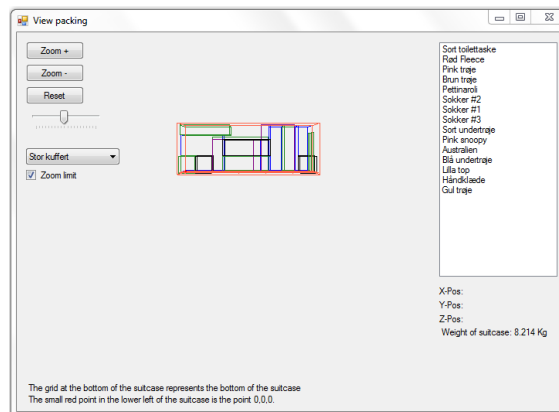 View packing
Zoom +
Zoom -
Reset
Stor kuffert
Zoom limit
Sort toilettaske
Rød Fleece
Pink trøje
Brun trøje
Pettinaroli
Sokker #2
Sokker #1
Sokker #3
Sort undertrøje
Pink snoopy
Australien
Blå undertrøje
Lilla top
Håndklæde
Gul trøje
X-Pos:
Y-Pos:
Z-Pos:
Weight of suitcase: 8.214 Kg
The grid at the bottom of the suitcase represents the bottom of the suitcase
The small red point in the lower left of the suitcase is the point 0,0,0.